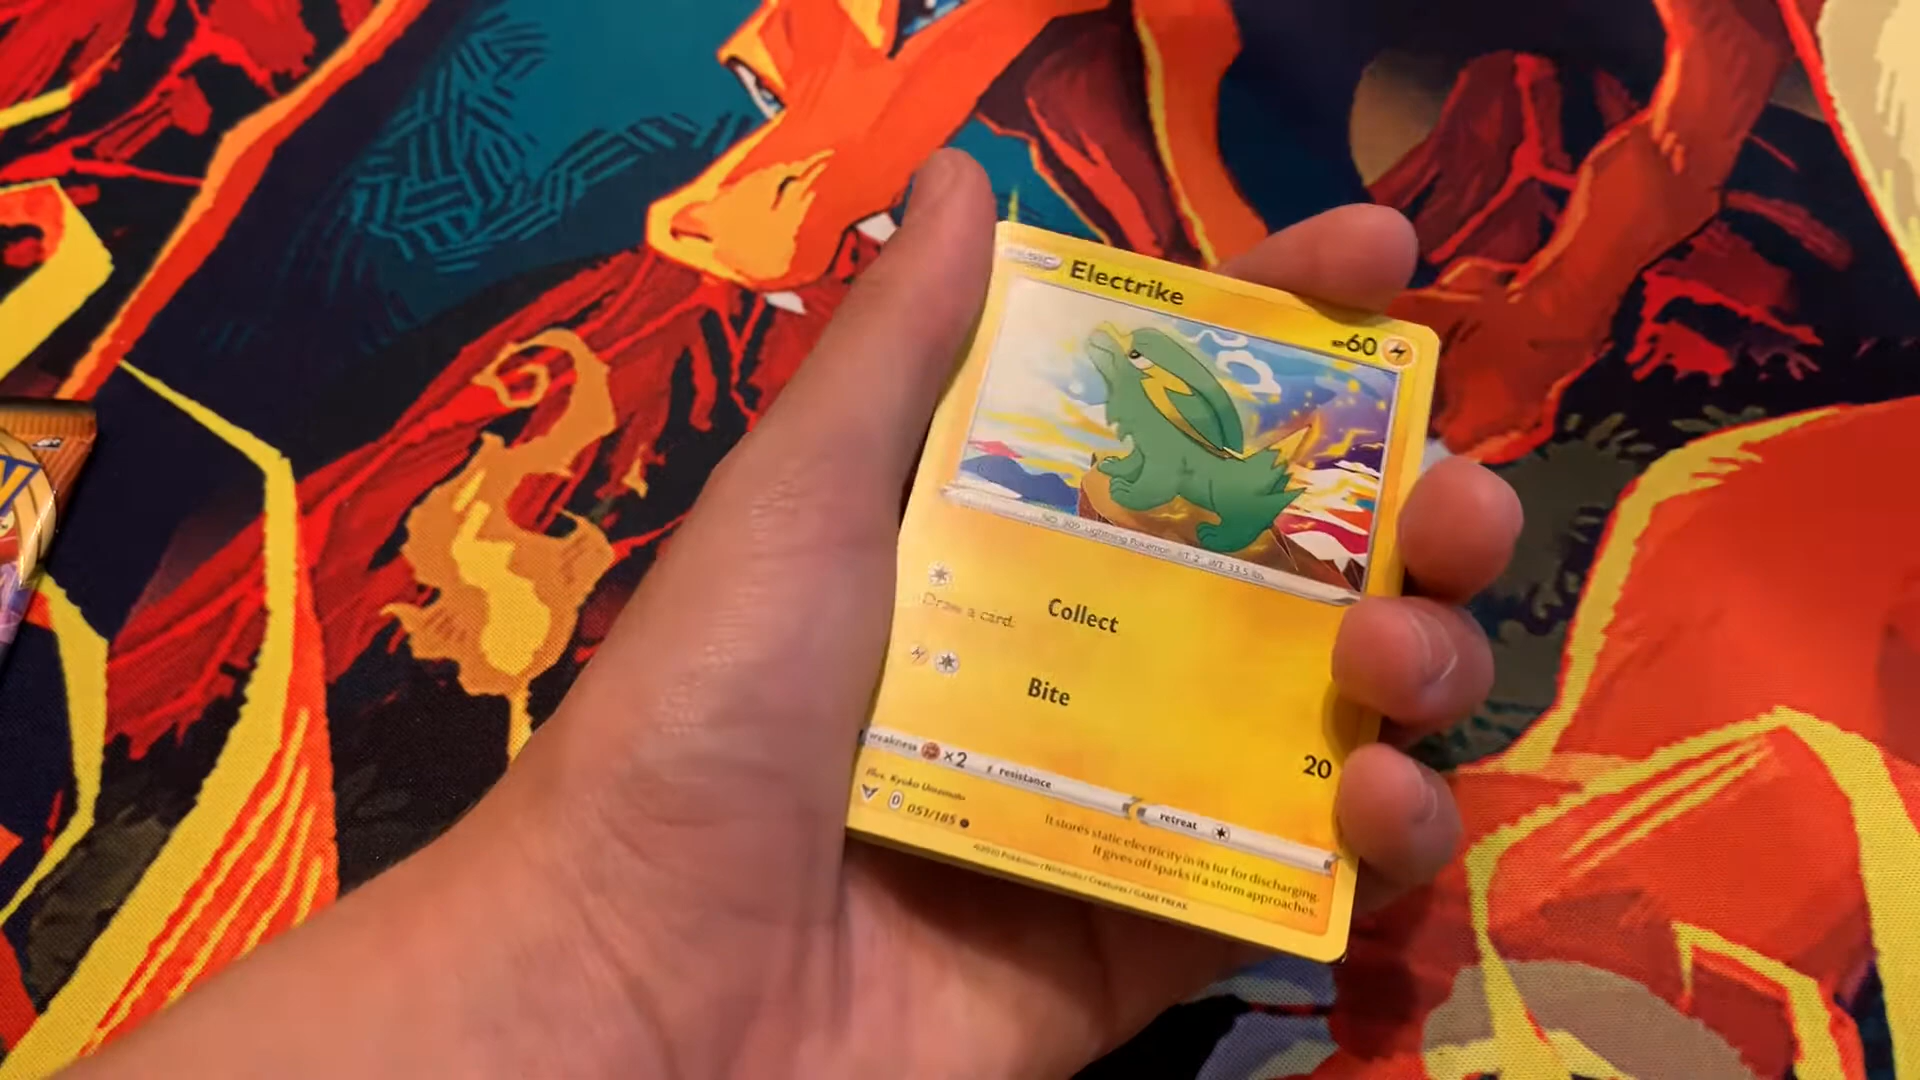 BASIC
Electrike
HP60
NO. 309 Lightning Pokémon HT: 2' WT: 33.5 lbs.
Collect
Draw a card.
Bite
20
weakness ×2 resistance
retreat
Illus. Kyoko Umemoto
D 051/185
It stores static electricity in its fur for discharging.
It gives off sparks if a storm approaches.
©2020 Pokémon / Nintendo / Creatures / GAME FREAK